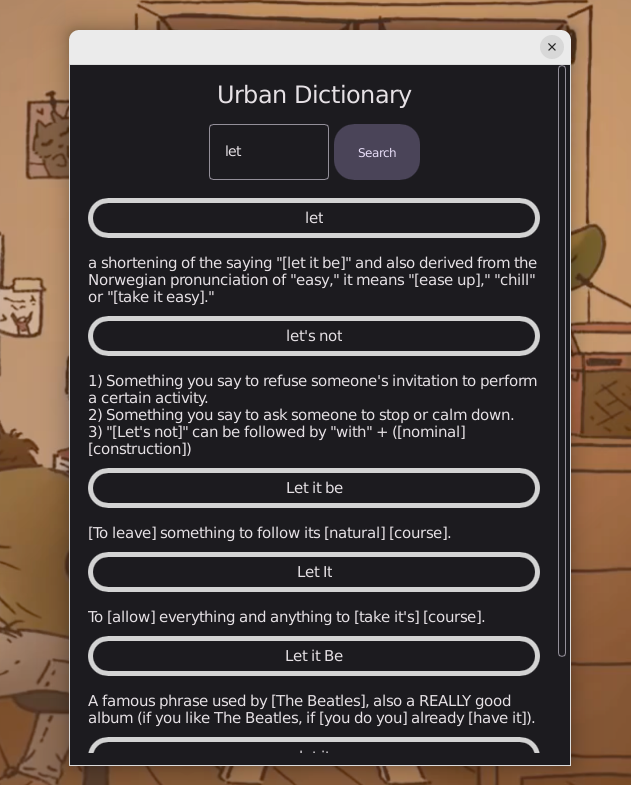 Urban Dictionary
let
Search
let
a shortening of the saying "[let it be]" and also derived from the
Norwegian pronunciation of "easy," it means "[ease up]," "chill"
or "[take it easy]."
let's not
1) Something you say to refuse someone's invitation to perform
a certain activity.
2) Something you say to ask someone to stop or calm down.
3) "[Let's not]" can be followed by "with" + ([nominal]
[construction])
Let it be
[To leave] something to follow its [natural] [course].
Let It
To [allow] everything and anything to [take it's] [course].
Let it Be
A famous phrase used by [The Beatles], also a REALLY good
album (if you like The Beatles, if [you do you] already [have it]).